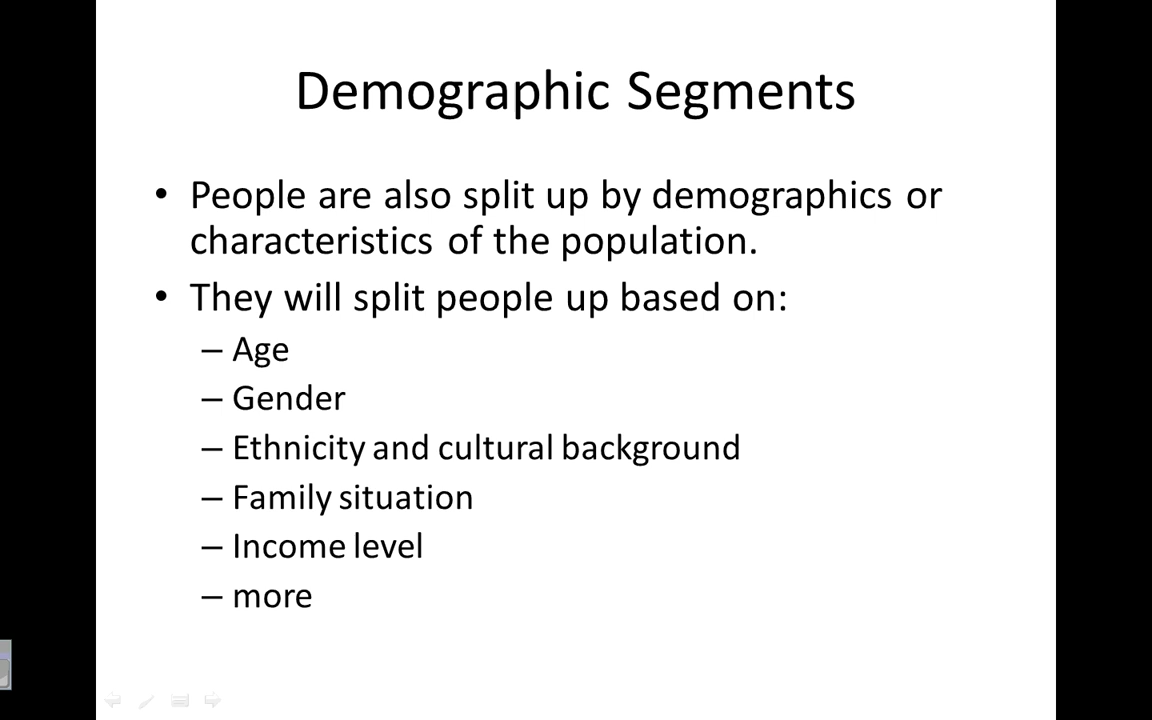 Demographic Segments
• People are also split up by demographics or
characteristics of the population.
• They will split people up based on:
– Age
– Gender
– Ethnicity and cultural background
– Family situation
– Income level
– more